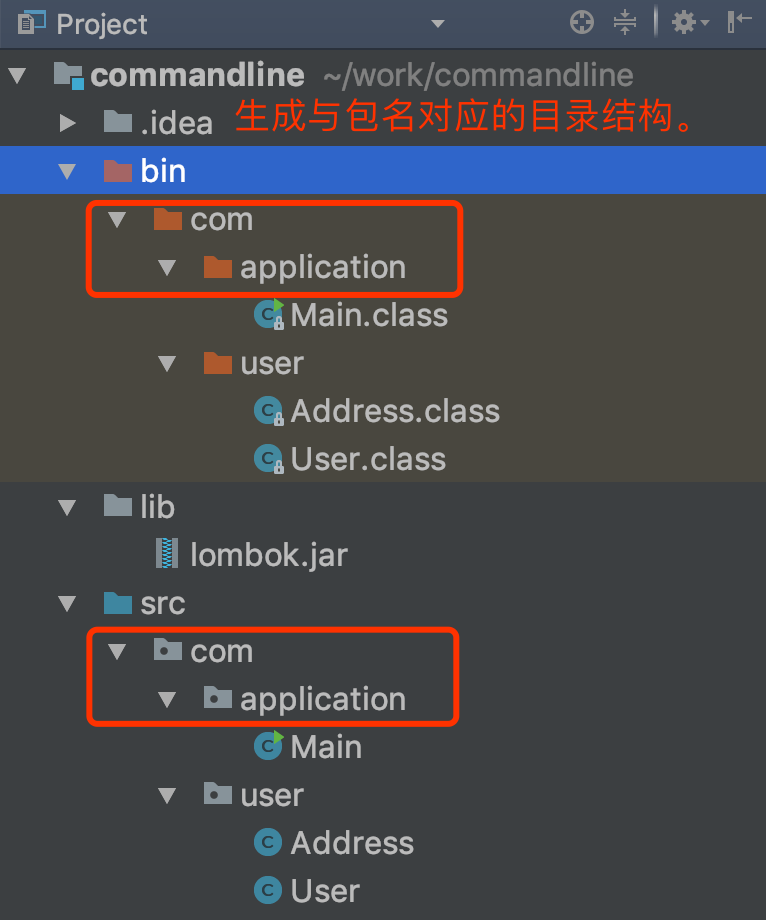 Project
commandline ~/work/commandline
.idea 生成与包名对应的目录结构。
bin
com
application
Main.class
user
Address.class
User.class
lib
lombok.jar
src
com
application
Main
user
Address
User